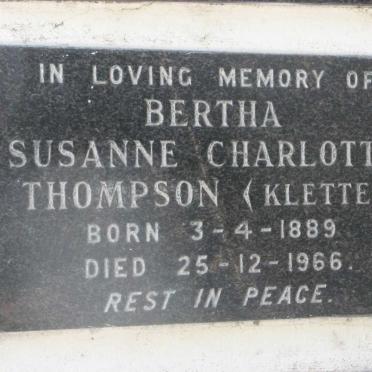 IN LOVING MEMORY OF
BERTHA
SUSANNE CHARLOTT
THOMPSON (KLETTE
BORN 3-4-1889
DIED 25-12-1966.
REST IN PEACE.